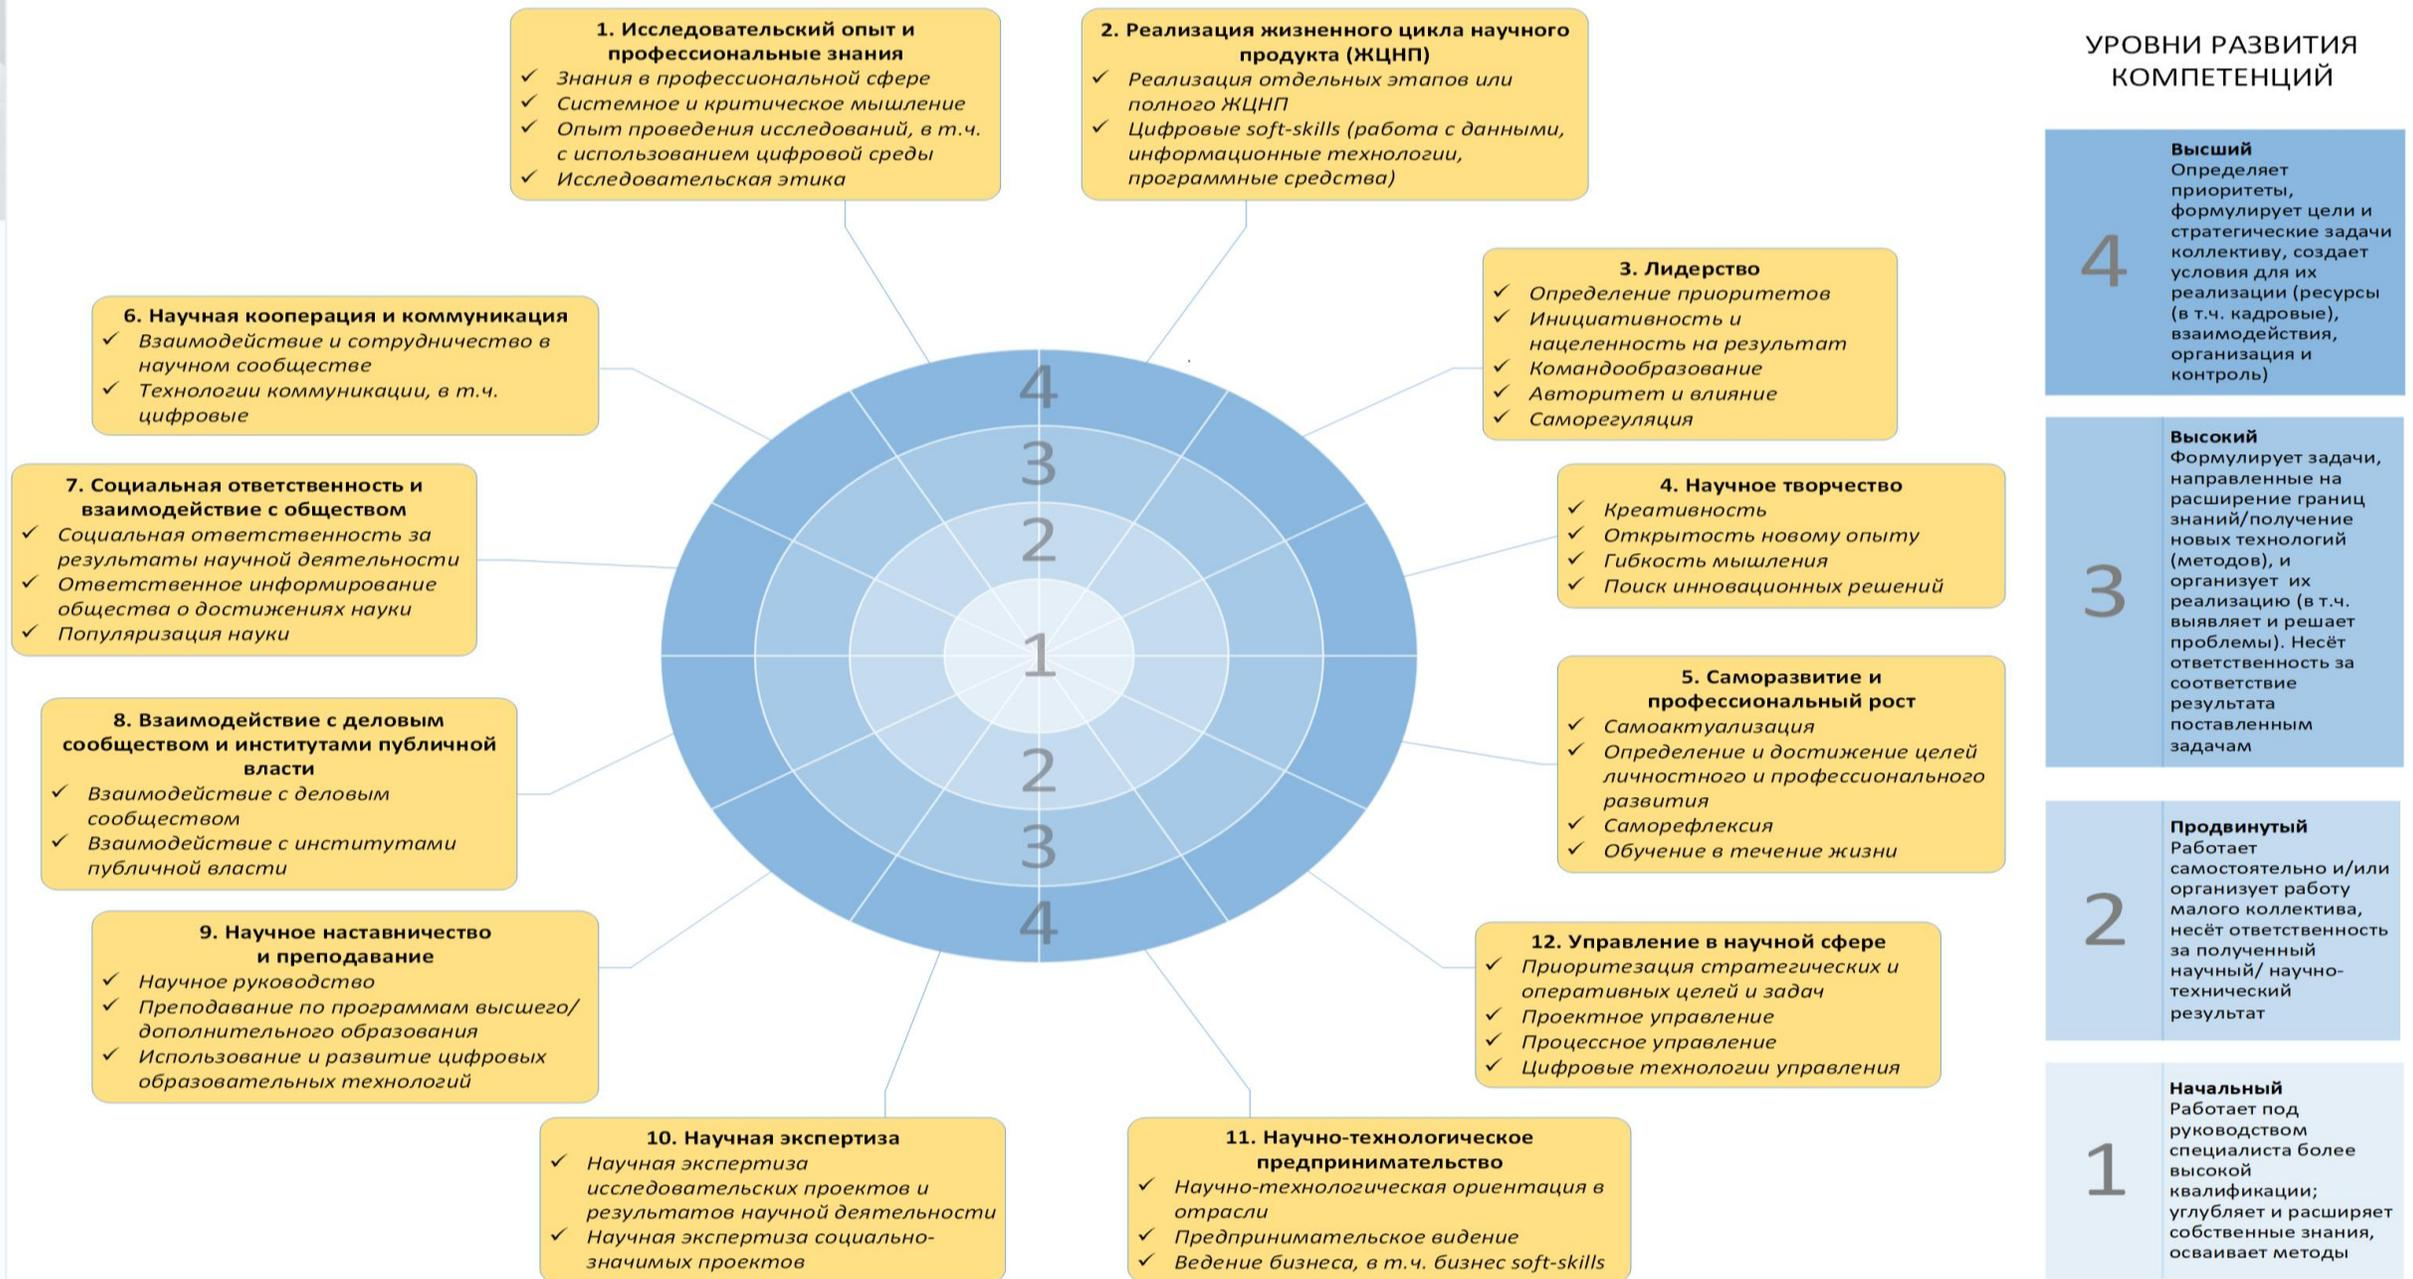 1. Исследовательский опыт и
профессиональные знания
✓ Знания в профессиональной сфере
✓ Системное и критическое мышление
✓ Опыт проведения исследований, в т.ч.
с использованием цифровой среды
✓ Исследовательская этика
2. Реализация жизненного цикла научного
продукта (ЖЦНП)
✓ Реализация отдельных этапов или
полного ЖЦНП
✓ Цифровые soft-skills (работа с данными,
информационные технологии,
программные средства)
3. Лидерство
✓ Определение приоритетов
✓ Инициативность и
нацеленность на результат
✓ Командообразование
✓ Авторитет и влияние
✓ Саморегуляция
4. Научное творчество
✓ Креативность
✓ Открытость новому опыту
✓ Гибкость мышления
✓ Поиск инновационных решений
5. Саморазвитие и
профессиональный рост
✓ Самоактуализация
✓ Определение и достижение целей
личностного и профессионального
развития
✓ Саморефлексия
✓ Обучение в течение жизни
6. Научная кооперация и коммуникация
✓ Взаимодействие и сотрудничество в
научном сообществе
✓ Технологии коммуникации, в т.ч.
цифровые
7. Социальная ответственность и
взаимодействие с обществом
✓ Социальная ответственность за
результаты научной деятельности
✓ Ответственное информирование
общества о достижениях науки
✓ Популяризация науки
8. Взаимодействие с деловым
сообществом и институтами публичной
власти
✓ Взаимодействие с деловым
сообществом
✓ Взаимодействие с институтами
публичной власти
9. Научное наставничество
и преподавание
✓ Научное руководство
✓ Преподавание по программам высшего/
дополнительного образования
✓ Использование и развитие цифровых
образовательных технологий
10. Научная экспертиза
✓ Научная экспертиза
исследовательских проектов и
результатов научной деятельности
✓ Научная экспертиза социально-
значимых проектов
11. Научно-технологическое
предпринимательство
✓ Научно-технологическая ориентация в
отрасли
✓ Предпринимательское видение
✓ Ведение бизнеса, в т.ч. бизнес soft-skills
12. Управление в научной сфере
✓ Приоритезация стратегических и
оперативных целей и задач
✓ Проектное управление
✓ Процессное управление
✓ Цифровые технологии управления
4
3
2
1
2
3
4
УРОВНИ РАЗВИТИЯ
КОМПЕТЕНЦИЙ
4
Высший
Определяет
приоритеты,
формулирует цели и
стратегические задачи
коллективу, создает
условия для их
реализации (ресурсы
(в т.ч. кадровые),
взаимодействия,
организация и
контроль)
3
Высокий
Формулирует задачи,
направленные на
расширение границ
знаний/получение
новых технологий
(методов), и
организует их
реализацию (в т.ч.
выявляет и решает
проблемы). Несёт
ответственность за
соответствие
результата
поставленным
задачам
2
Продвинутый
Работает
самостоятельно и/или
организует работу
малого коллектива,
несёт ответственность
за полученный
научный/ научно-
технический
результат
1
Начальный
Работает под
руководством
специалиста более
высокой
квалификации;
углубляет и расширяет
собственные знания,
осваивает методы